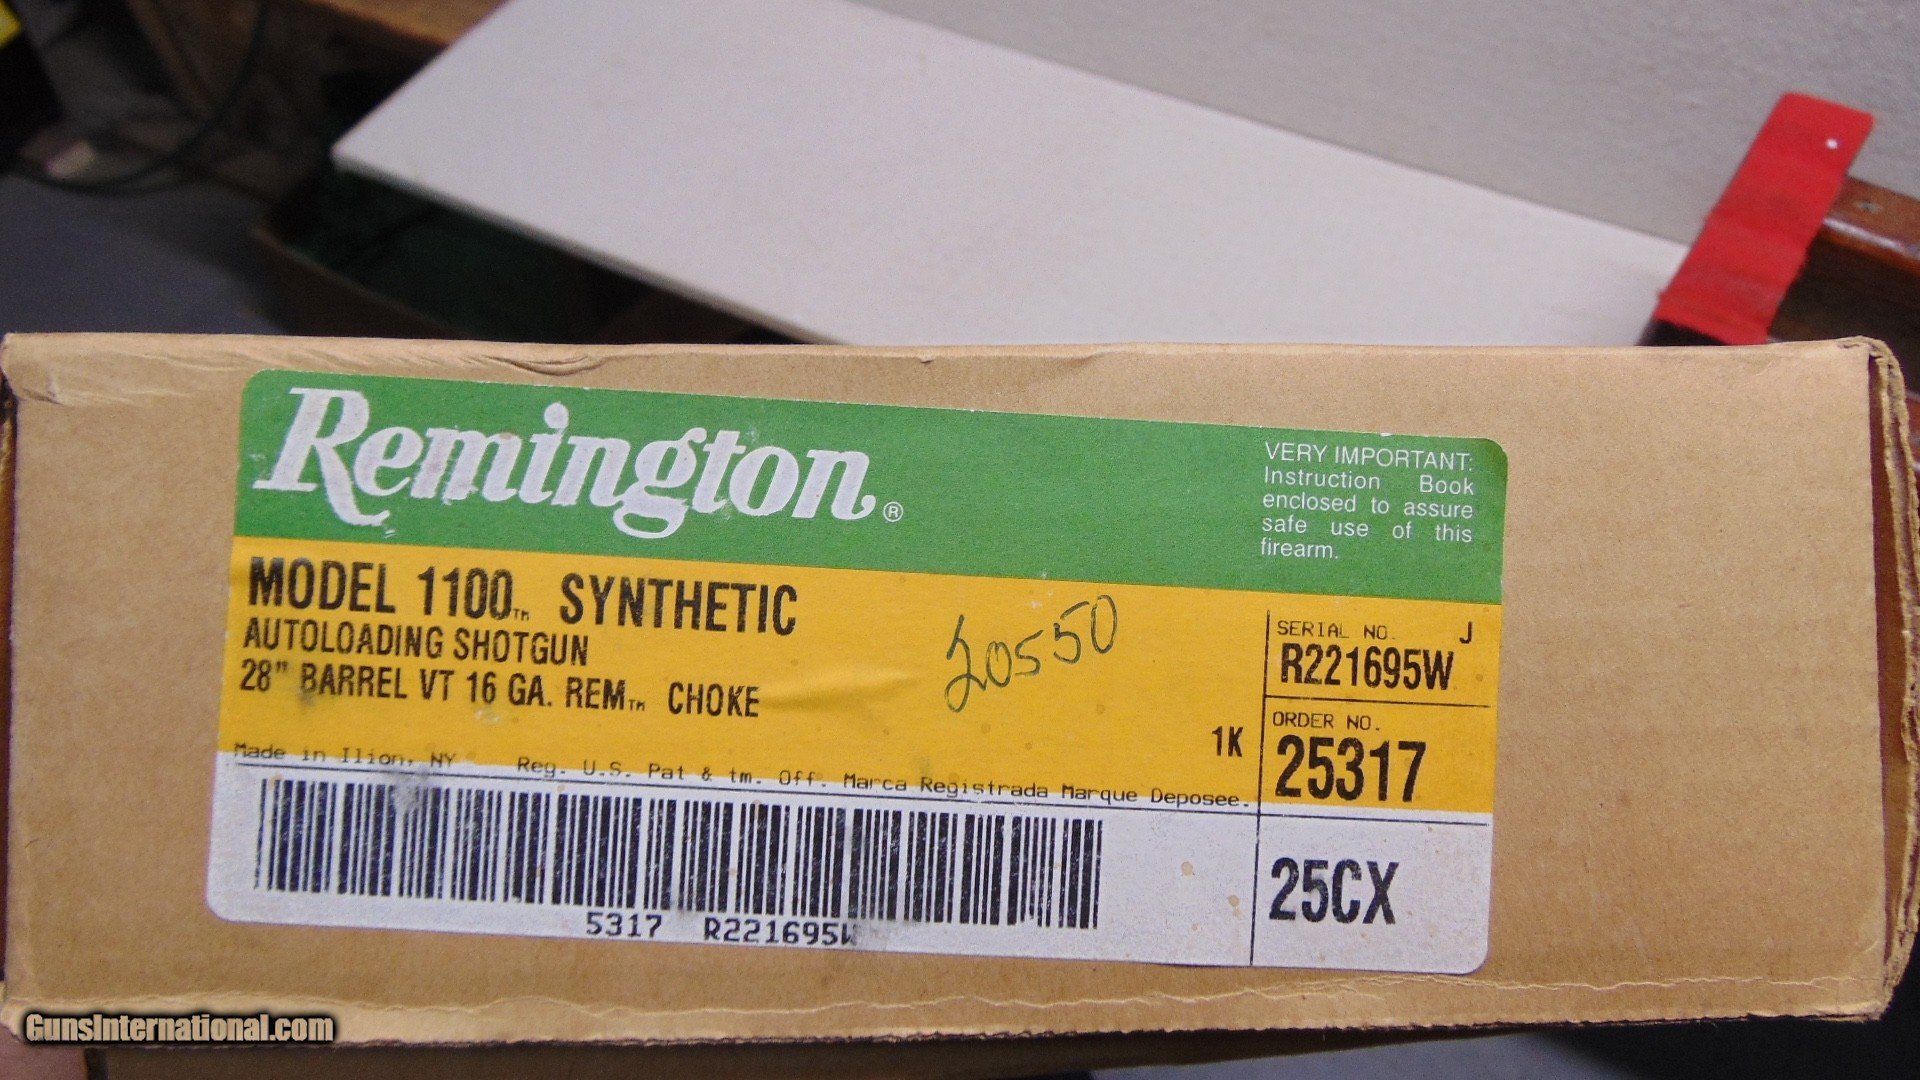 Remington®
VERY IMPORTANT:
Instruction Book
enclosed to assure
safe use of this
firearm.
MODEL 1100™ SYNTHETIC
AUTOLOADING SHOTGUN
28" BARREL VT 16 GA. REM™ CHOKE
20550
1K
SERIAL NO. J
R221695W
ORDER NO.
25317
Made in Ilion, NY Reg. U.S. Pat & tm. Off. Marca Registrada Marque Deposee.
5317 R221695W
25CX
GunsInternational.com